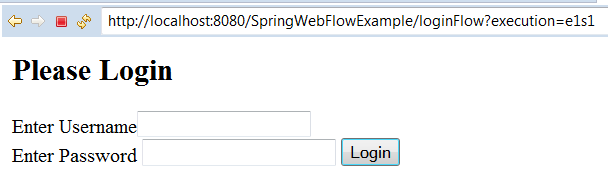 http://localhost:8080/SpringWebFlowExample/loginFlow?execution=e1s1
Please Login
Enter Username
Enter Password Login